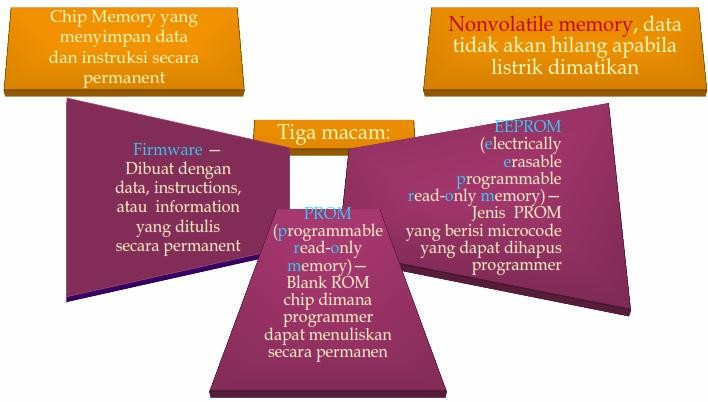 Chip Memory yang
menyimpan data
dan instruksi secara
permanent
Nonvolatile memory, data
tidak akan hilang apabila
listrik dimatikan
Tiga macam:
Firmware —
Dibuat dengan
data, instructions,
atau  information
yang ditulis
secara permanent
PROM
(programmable
read-only
memory)—
Blank ROM
chip dimana
programmer
dapat menuliskan
secara permanen
EEPROM
(electrically
erasable
programmable
read-only memory)—
Jenis  PROM
yang berisi microcode
yang dapat dihapus
programmer